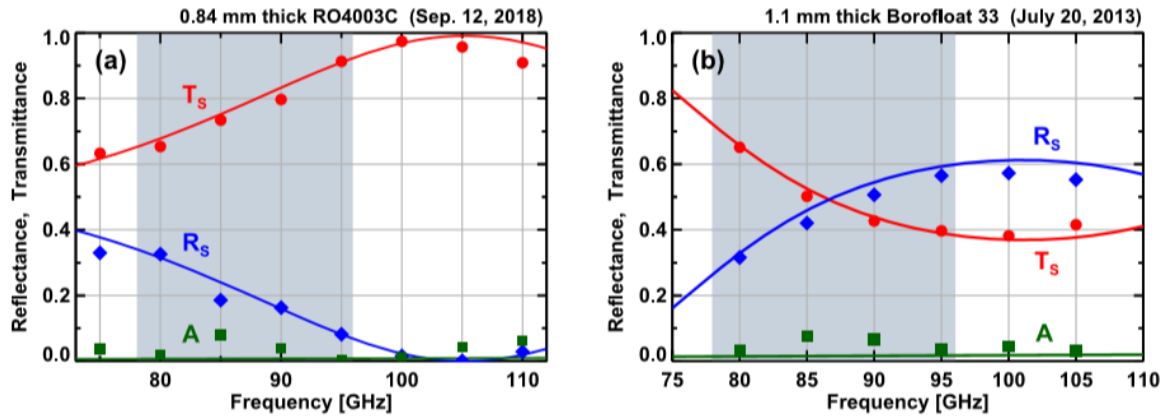 0.84 mm thick RO4003C (Sep. 12, 2018)
(a)
T_S
R_S
A
1.0
0.8
0.6
0.4
0.2
0.0
Reflectance, Transmittance
80 90 100 110
Frequency [GHz]
1.1 mm thick Borofloat 33 (July 20, 2013)
(b)
R_S
T_S
A
1.0
0.8
0.6
0.4
0.2
0.0
Reflectance, Transmittance
75 80 85 90 95 100 105 110
Frequency [GHz]